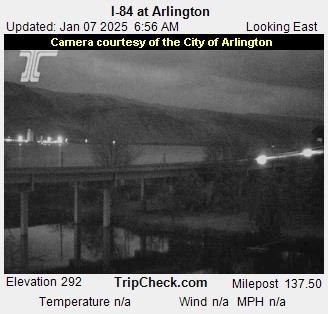 I-84 at Arlington
Updated: Jan 07 2025 6:56 AM Looking East
Camera courtesy of the City of Arlington
Elevation 292 TripCheck.com Milepost 137.50
Temperature n/a Wind n/a MPH n/a